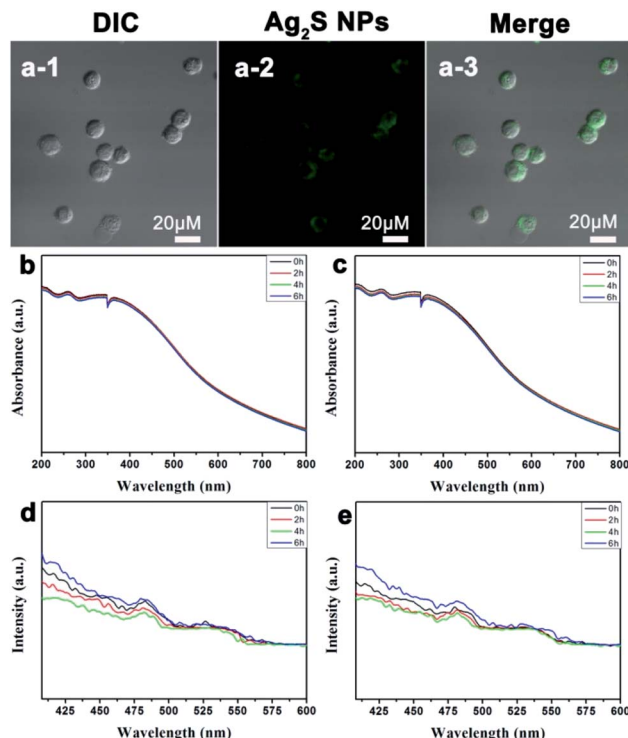 DIC Ag₂S NPs Merge
a-1 a-2 a-3
20μM 20μM 20μM
b
0h
2h
4h
6h
Absorbance (a.u.)
200 300 400 500 600 700 800
Wavelength (nm)
c
0h
2h
4h
6h
Absorbance (a.u.)
200 300 400 500 600 700 800
Wavelength (nm)
d
0h
2h
4h
6h
Intensity (a.u.)
425 450 475 500 525 550 575 600
Wavelength (nm)
e
0h
2h
4h
6h
Intensity (a.u.)
425 450 475 500 525 550 575 600
Wavelength (nm)